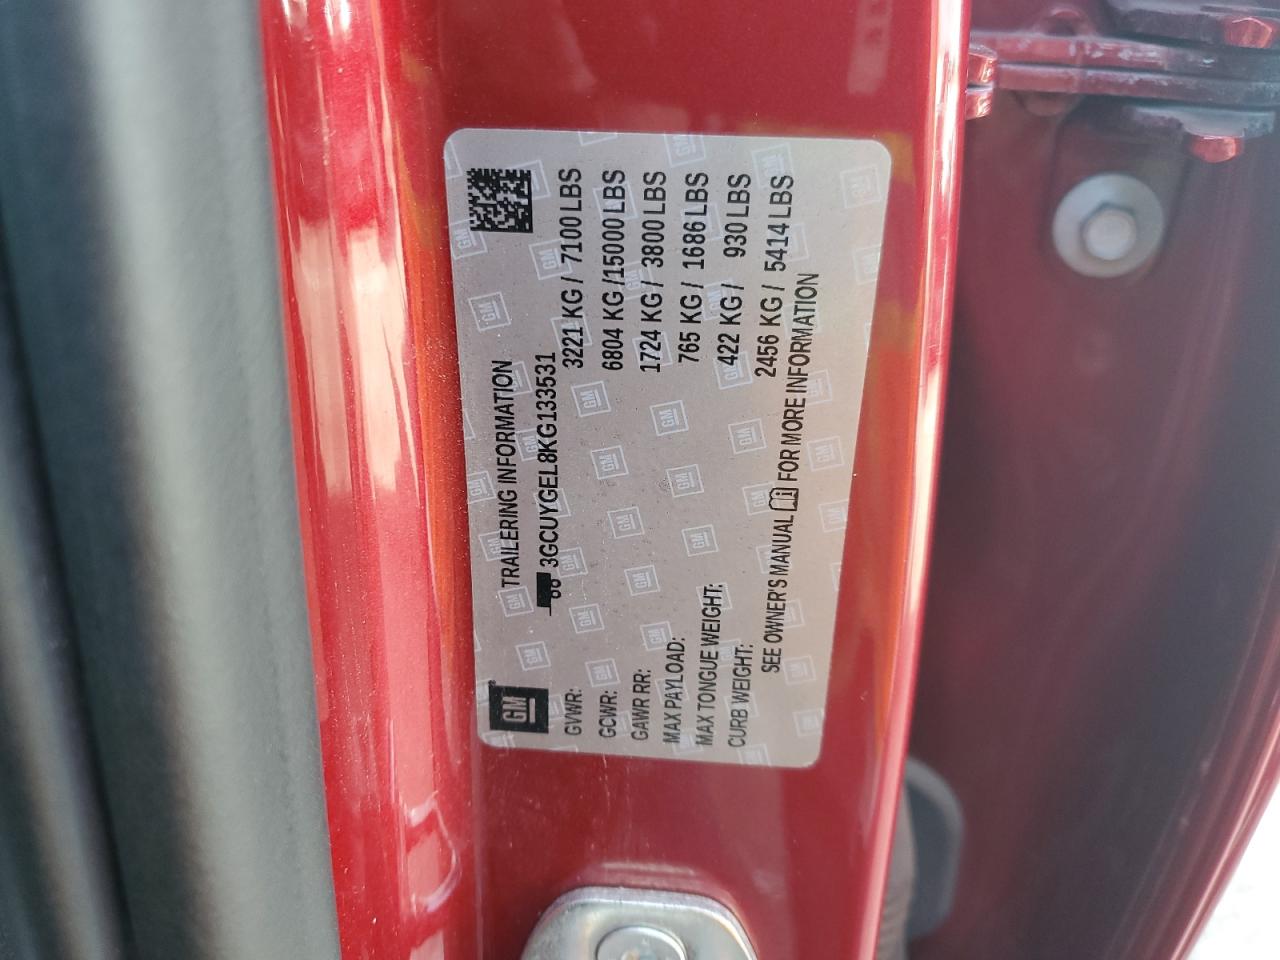 GM
TRAILERING INFORMATION
3GCUYGEL8KG133531
GVWR: 3221 KG / 7100 LBS
GCWR: 6804 KG /15000 LBS
GAWR RR: 1724 KG / 3800 LBS
MAX PAYLOAD: 765 KG / 1686 LBS
MAX TONGUE WEIGHT: 422 KG / 930 LBS
CURB WEIGHT: 2456 KG / 5414 LBS
SEE OWNER'S MANUAL FOR MORE INFORMATION